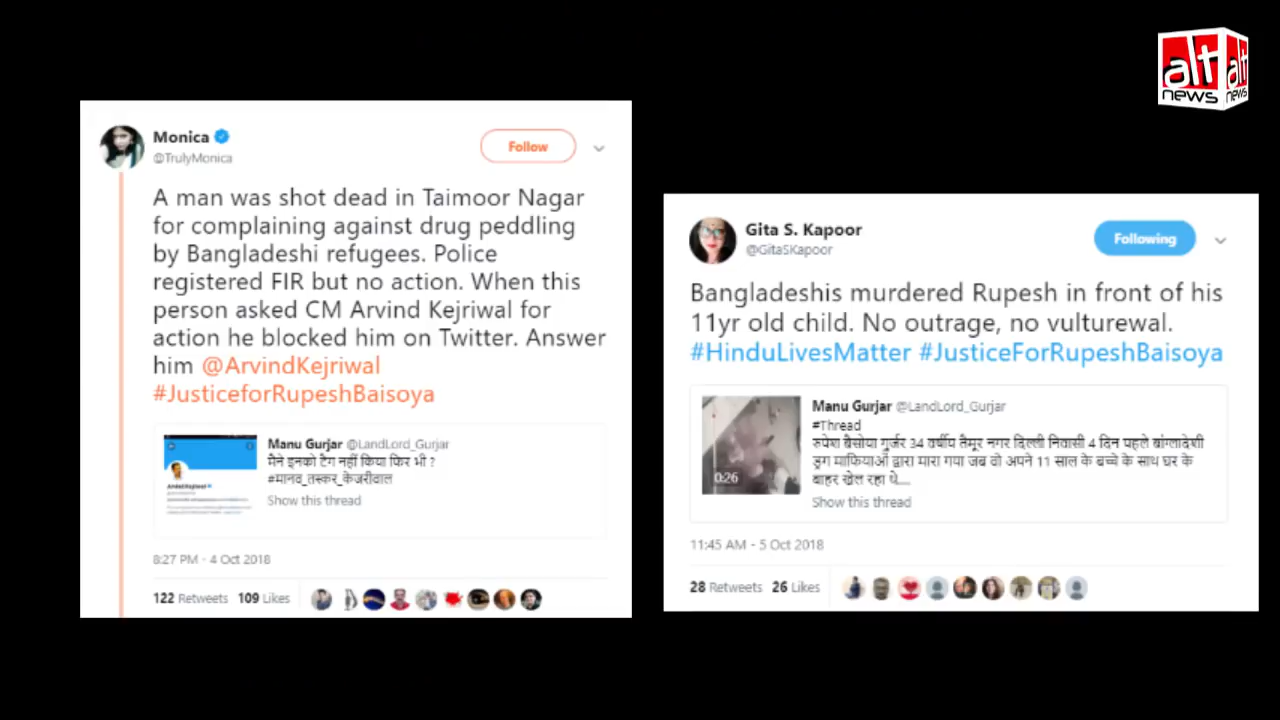 alt
news
alt
news
Monica
@TrulyMonica
Follow
A man was shot dead in Taimoor Nagar
for complaining against drug peddling
by Bangladeshi refugees. Police
registered FIR but no action. When this
person asked CM Arvind Kejriwal for
action he blocked him on Twitter. Answer
him @ArvindKejriwal
#JusticeforRupeshBaisoya
Manu Gurjar @LandLord_Gurjar
मैने इनको टैग नहीं किया फिर भी ?
#मानव_तस्कर_केजरीवाल
Show this thread
8:27 PM - 4 Oct 2018
122 Retweets 109 Likes
Gita S. Kapoor
@GitaSKapoor
Following
Bangladeshis murdered Rupesh in front of his
11yr old child. No outrage, no vulturewal.
#HinduLivesMatter #JusticeForRupeshBaisoya
0:26
Manu Gurjar @LandLord_Gurjar
#Thread
रुपेश बैसोया गुर्जर 34 वर्षीय तैमूर नगर दिल्ली निवासी 4 दिन पहले बांग्लादेशी
ड्रग माफियाओं द्वारा मारा गया जब वो अपने 11 साल के बच्चे के साथ घर के
बाहर खेल रहा थे....
Show this thread
11:45 AM - 5 Oct 2018
28 Retweets 26 Likes